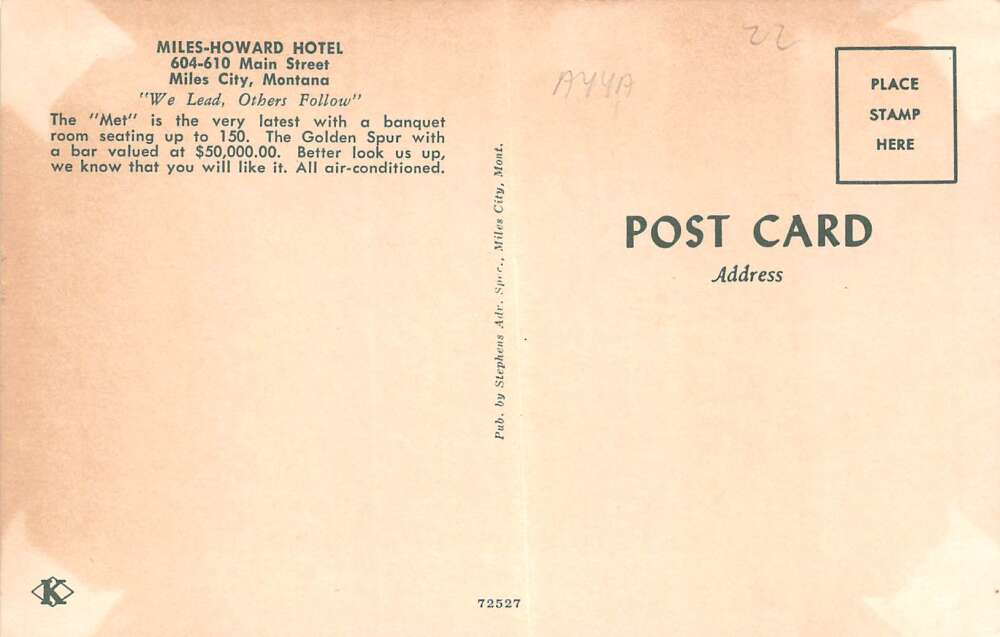 MILES-HOWARD HOTEL
604-610 Main Street
Miles City, Montana
"We Lead, Others Follow"
The "Met" is the very latest with a banquet
room seating up to 150. The Golden Spur with
a bar valued at $50,000.00. Better look us up,
we know that you will like it. All air-conditioned.
Pub. by Stephens Adv. Spec., Miles City, Mont.
22
PLACE
STAMP
HERE
POST CARD
Address
K
72527